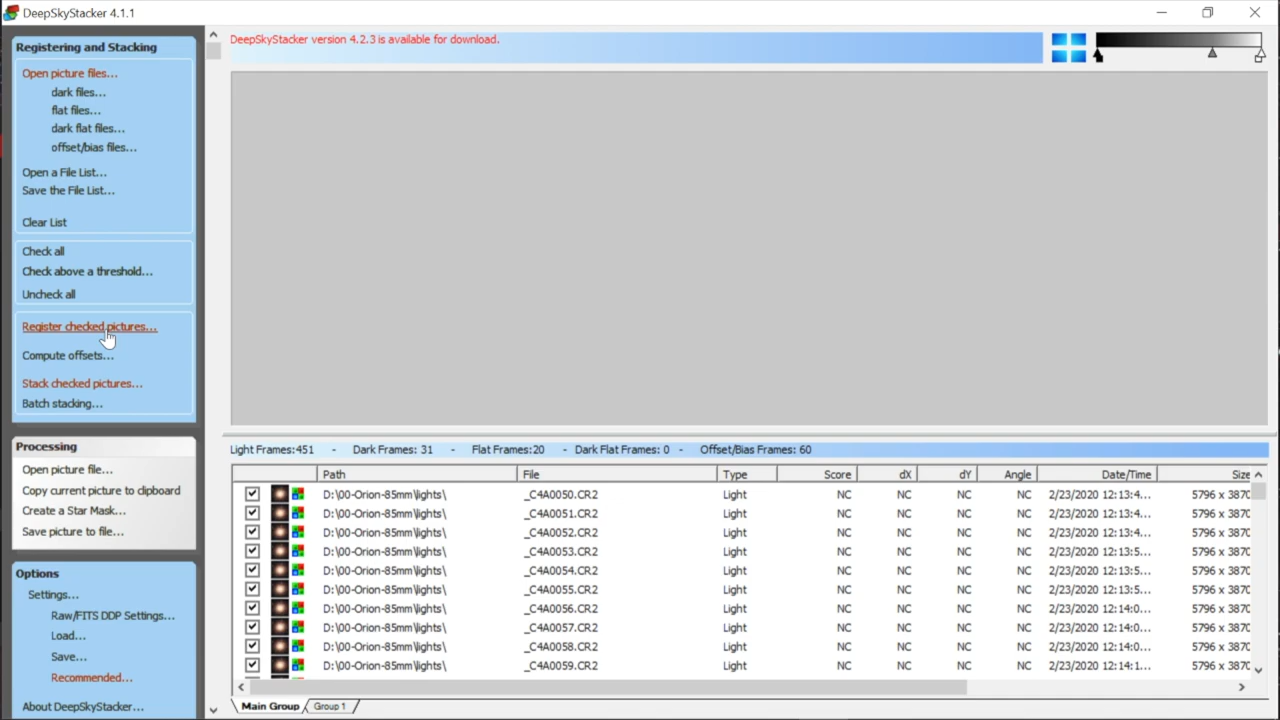 DeepSkyStacker 4.1.1
Registering and Stacking
Open picture files...
dark files...
flat files...
dark flat files...
offset/bias files...
Open a File List...
Save the File List...
Clear List
Check all
Check above a threshold...
Uncheck all
Register checked pictures...
Compute offsets...
Stack checked pictures...
Batch stacking...
Processing
Open picture file...
Copy current picture to clipboard
Create a Star Mask...
Save picture to file...
Options
Settings...
Raw/FITS DDP Settings...
Load...
Save...
Recommended...
About DeepSkyStacker...
DeepSkyStacker version 4.2.3 is available for download.
Light Frames:451 - Dark Frames: 31 - Flat Frames:20 - Dark Flat Frames: 0 - Offset/Bias Frames: 60
Path File Type Score dX dY Angle Date/Time Size
D:\00-Orion-85mm\lights\ _C4A0050.CR2 Light NC NC NC NC 2/23/2020 12:13:4... 5796 x 3870
D:\00-Orion-85mm\lights\ _C4A0051.CR2 Light NC NC NC NC 2/23/2020 12:13:4... 5796 x 3870
D:\00-Orion-85mm\lights\ _C4A0052.CR2 Light NC NC NC NC 2/23/2020 12:13:4... 5796 x 3870
D:\00-Orion-85mm\lights\ _C4A0053.CR2 Light NC NC NC NC 2/23/2020 12:13:5... 5796 x 3870
D:\00-Orion-85mm\lights\ _C4A0054.CR2 Light NC NC NC NC 2/23/2020 12:13:5... 5796 x 3870
D:\00-Orion-85mm\lights\ _C4A0055.CR2 Light NC NC NC NC 2/23/2020 12:13:5... 5796 x 3870
D:\00-Orion-85mm\lights\ _C4A0056.CR2 Light NC NC NC NC 2/23/2020 12:14:0... 5796 x 3870
D:\00-Orion-85mm\lights\ _C4A0057.CR2 Light NC NC NC NC 2/23/2020 12:14:0... 5796 x 3870
D:\00-Orion-85mm\lights\ _C4A0058.CR2 Light NC NC NC NC 2/23/2020 12:14:0... 5796 x 3870
D:\00-Orion-85mm\lights\ _C4A0059.CR2 Light NC NC NC NC 2/23/2020 12:14:1... 5796 x 3870
Main Group Group 1